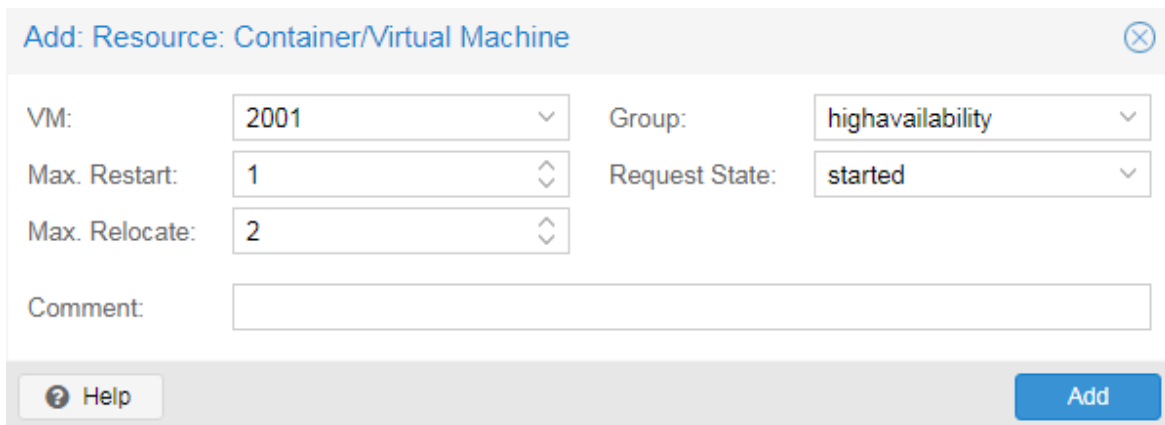 Add: Resource: Container/Virtual Machine
VM: 2001 Group: highavailability
Max. Restart: 1 Request State: started
Max. Relocate: 2
Comment:
Help Add